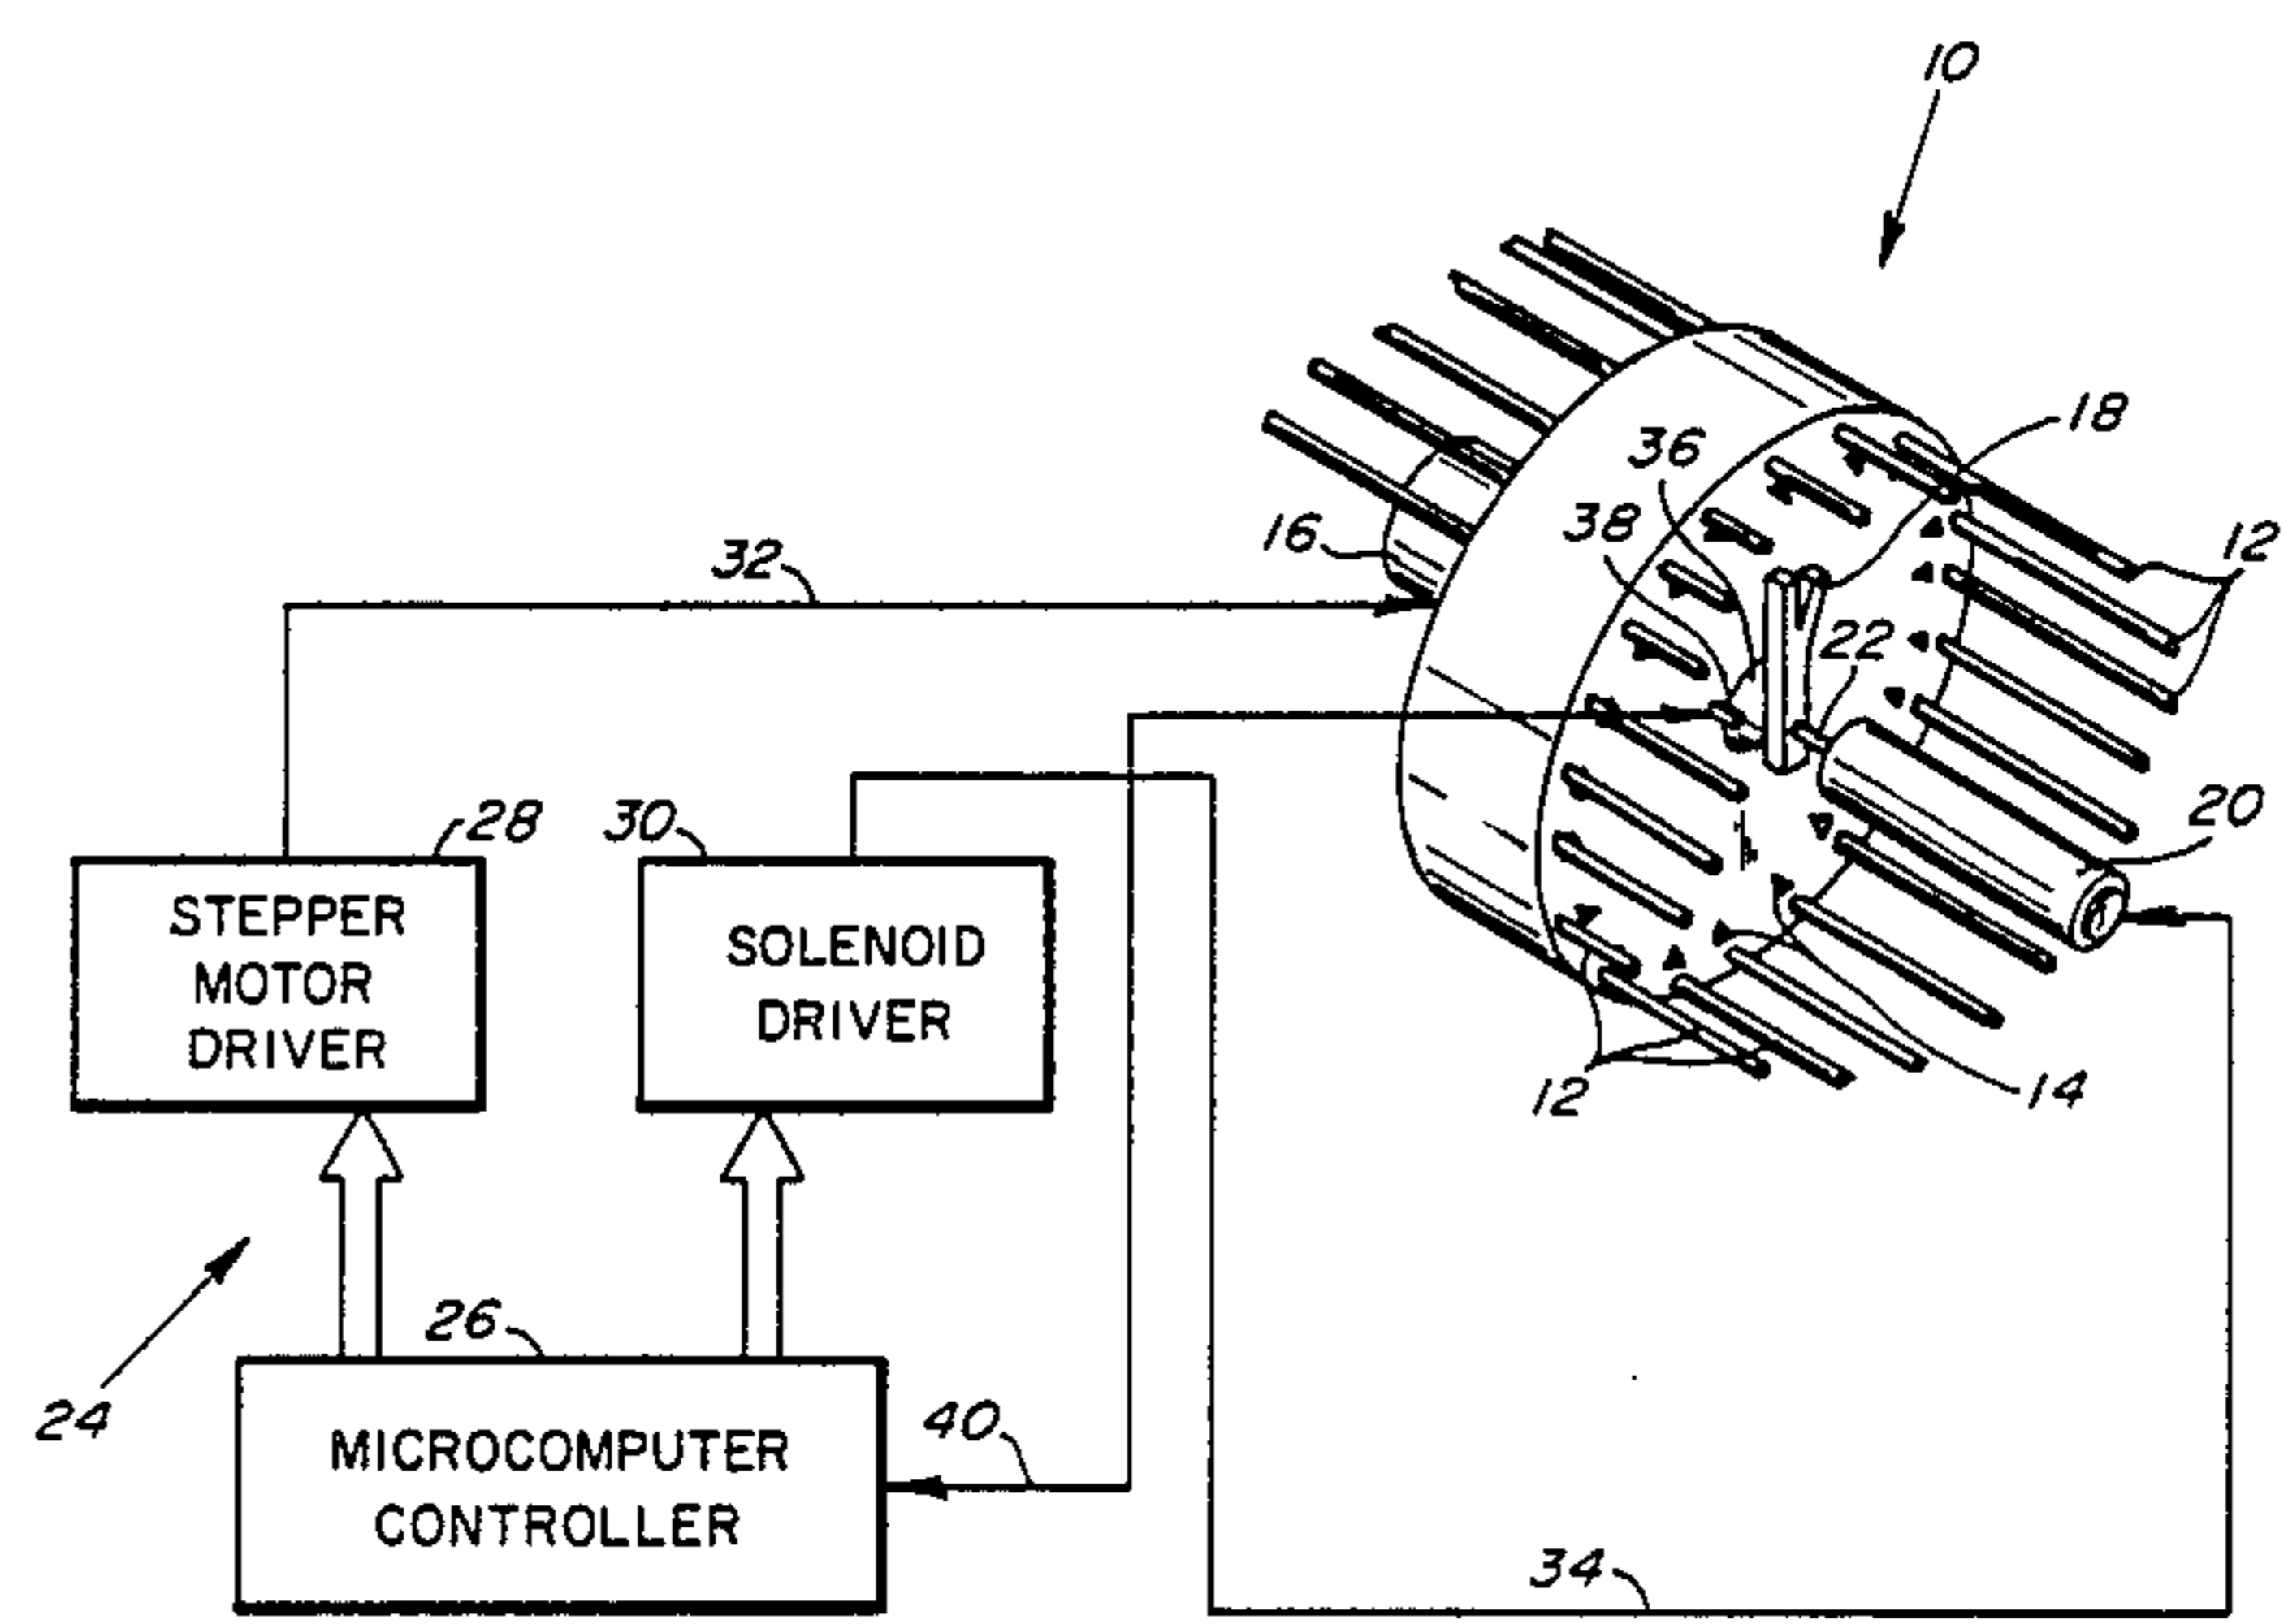 10
18
36
38
12
16
32
22
20
28
30
STEPPER
MOTOR
DRIVER
SOLENOID
DRIVER
12
14
26
24
40
MICROCOMPUTER
CONTROLLER
34